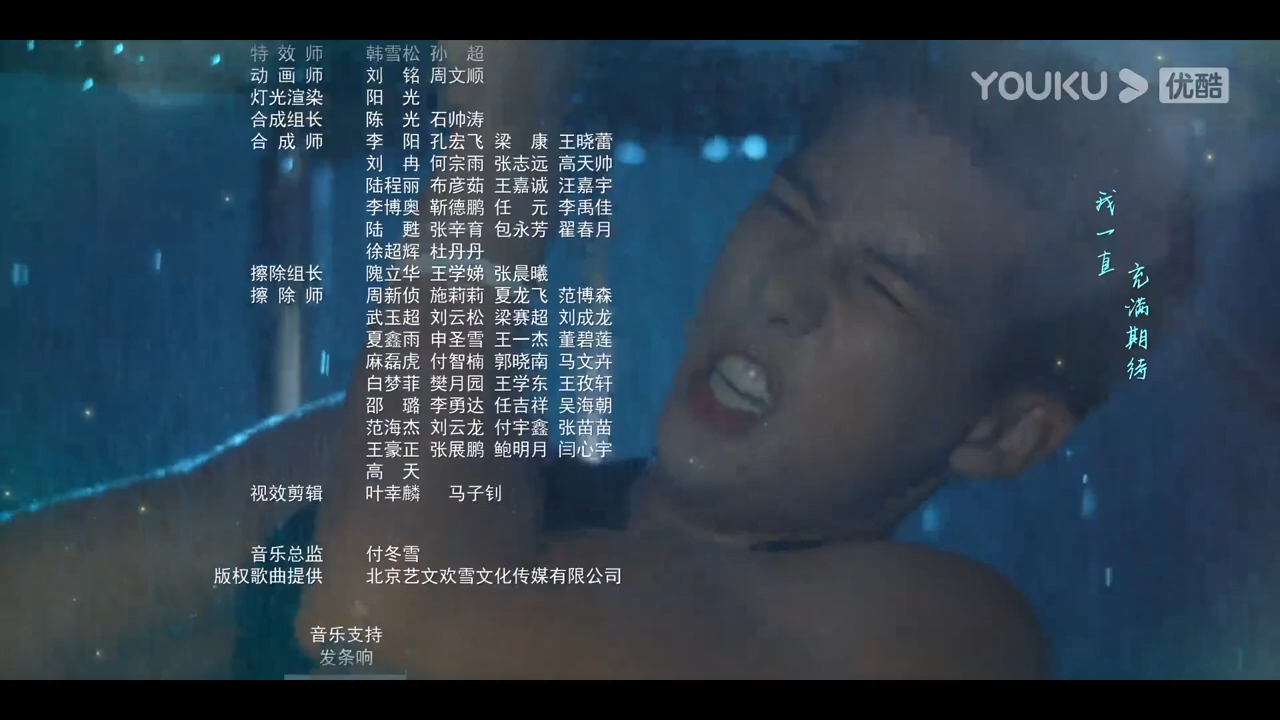 特效师 韩雪松 孙超
动画师 刘铭 周文顺
灯光渲染 阳光
合成组长 陈光 石帅涛
合成师 李阳 孔宏飞 梁康 王晓蕾
刘冉 何宗雨 张志远 高天帅
陆程丽 布彦茹 王嘉诚 汪嘉宇
李博奥 靳德鹏 任元 李禹佳
陆甦 张辛育 包永芳 翟春月
徐超辉 杜丹丹
擦除组长 隗立华 王学娣 张晨曦
擦除师 周新侦 施莉莉 夏龙飞 范博森
武玉超 刘云松 梁赛超 刘成龙
夏鑫雨 申圣雪 王一杰 董碧莲
麻磊虎 付智楠 郭晓南 马文卉
白梦菲 樊月园 王学东 王孜轩
邵璐 李勇达 任吉祥 吴海朝
范海杰 刘云龙 付宇鑫 张苗苗
王豪正 张展鹏 鲍明月 闫心宇
高天
视效剪辑 叶幸麟 马子钊
音乐总监 付冬雪
版权歌曲提供 北京艺文欢雪文化传媒有限公司
音乐支持
发条响
YOUKU 优酷
我一直
充满期待